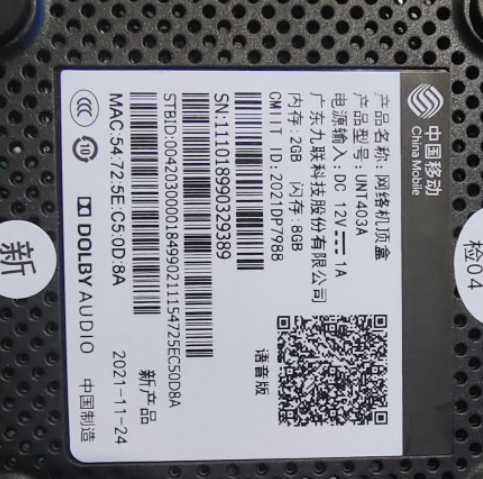 中国移动
China Mobile
产品名称：网络机顶盒
产品型号：UNT403A
电源输入：DC 12V 1A
广东九联科技股份有限公司
内存：2GB 闪存：8GB
CMIIT ID:2021DP7988
SN:111018990329389
语音版
STBID:0042030000184990211154725EC50D8A
MAC:54:72:5E:C5:0D:8A
新产品
2021-11-24
CCC
10
DOLBY AUDIO
中国制造
新
检04